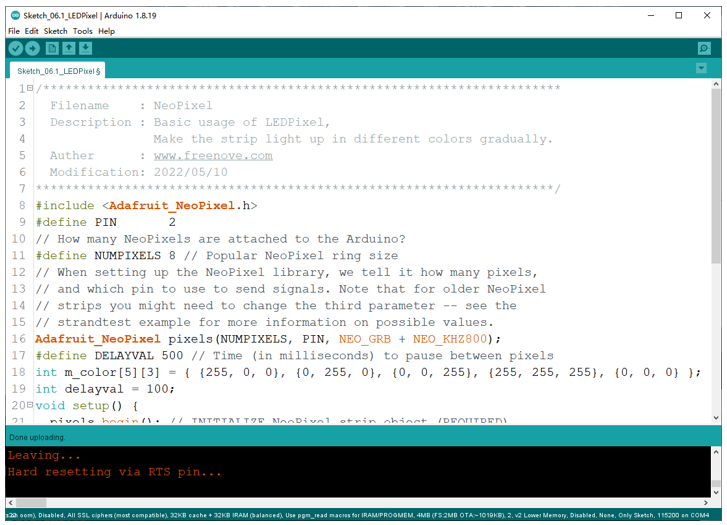 Sketch_06.1_LEDPixel | Arduino 1.8.19
File Edit Sketch Tools Help
Sketch_06.1_LEDPixel §
1 /**********************************************************************
2 Filename : NeoPixel
3 Description : Basic usage of LEDPixel,
4 Make the strip light up in different colors gradually.
5 Auther : www.freenove.com
6 Modification: 2022/05/10
7 **********************************************************************/
8 #include <Adafruit_NeoPixel.h>
9 #define PIN 2
10 // How many NeoPixels are attached to the Arduino?
11 #define NUMPIXELS 8 // Popular NeoPixel ring size
12 // When setting up the NeoPixel library, we tell it how many pixels,
13 // and which pin to use to send signals. Note that for older NeoPixel
14 // strips you might need to change the third parameter -- see the
15 // strandtest example for more information on possible values.
16 Adafruit_NeoPixel pixels(NUMPIXELS, PIN, NEO_GRB + NEO_KHZ800);
17 #define DELAYVAL 500 // Time (in milliseconds) to pause between pixels
18 int m_color[5][3] = { {255, 0, 0}, {0, 255, 0}, {0, 0, 255}, {255, 255, 255}, {0, 0, 0} };
19 int delayval = 100;
20 void setup() {
21 pixels.begin(); // INITIALIZE NeoPixel strip object (REQUIRED)
Done uploading.
Leaving...
Hard resetting via RTS pin...
oom), Disabled, All SSL ciphers (most compatible), 32KB cache + 32KB IRAM (balanced), Use pgm_read macros for IRAM/PROGMEM, 4MB (FS:2MB OTA:~1019KB), 2, v2 Lower Memory, Disabled, None, Only Sketch, 115200 on COM4